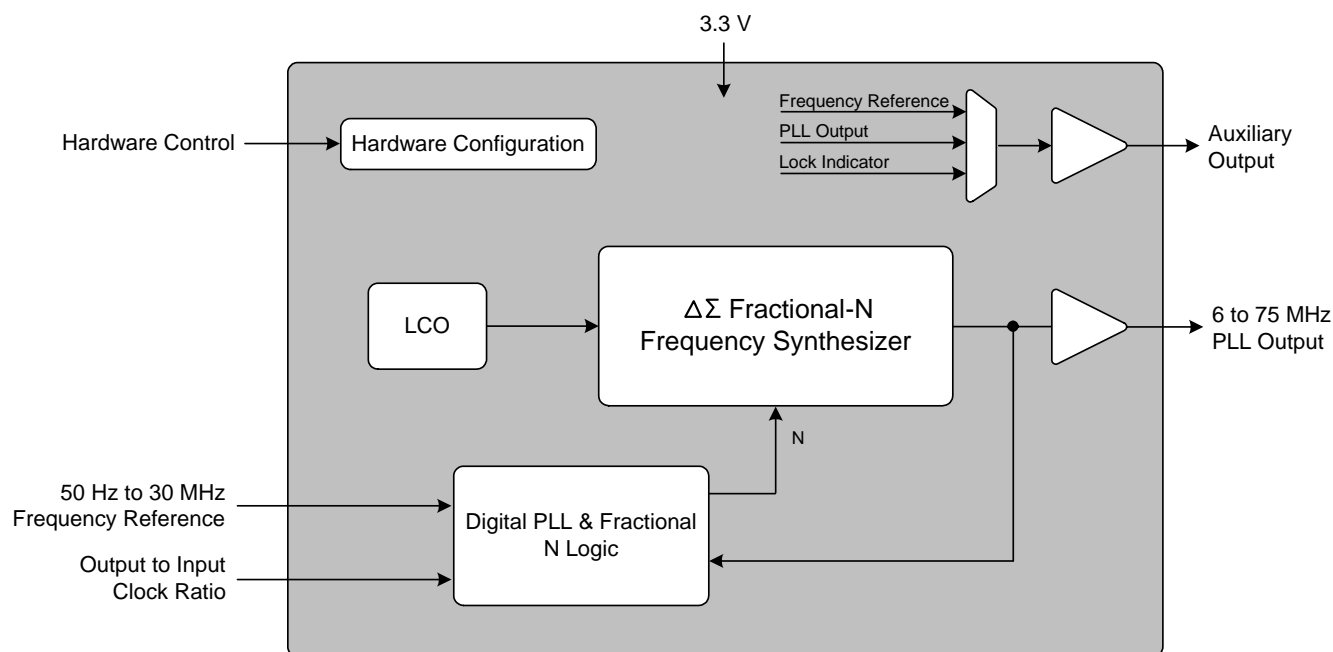 3.3 V
Hardware Control
Hardware Configuration
Frequency Reference
PLL Output
Lock Indicator
Auxiliary
Output
LCO
ΔΣ Fractional-N
Frequency Synthesizer
6 to 75 MHz
PLL Output
N
50 Hz to 30 MHz
Frequency Reference
Digital PLL & Fractional
N Logic
Output to Input
Clock Ratio